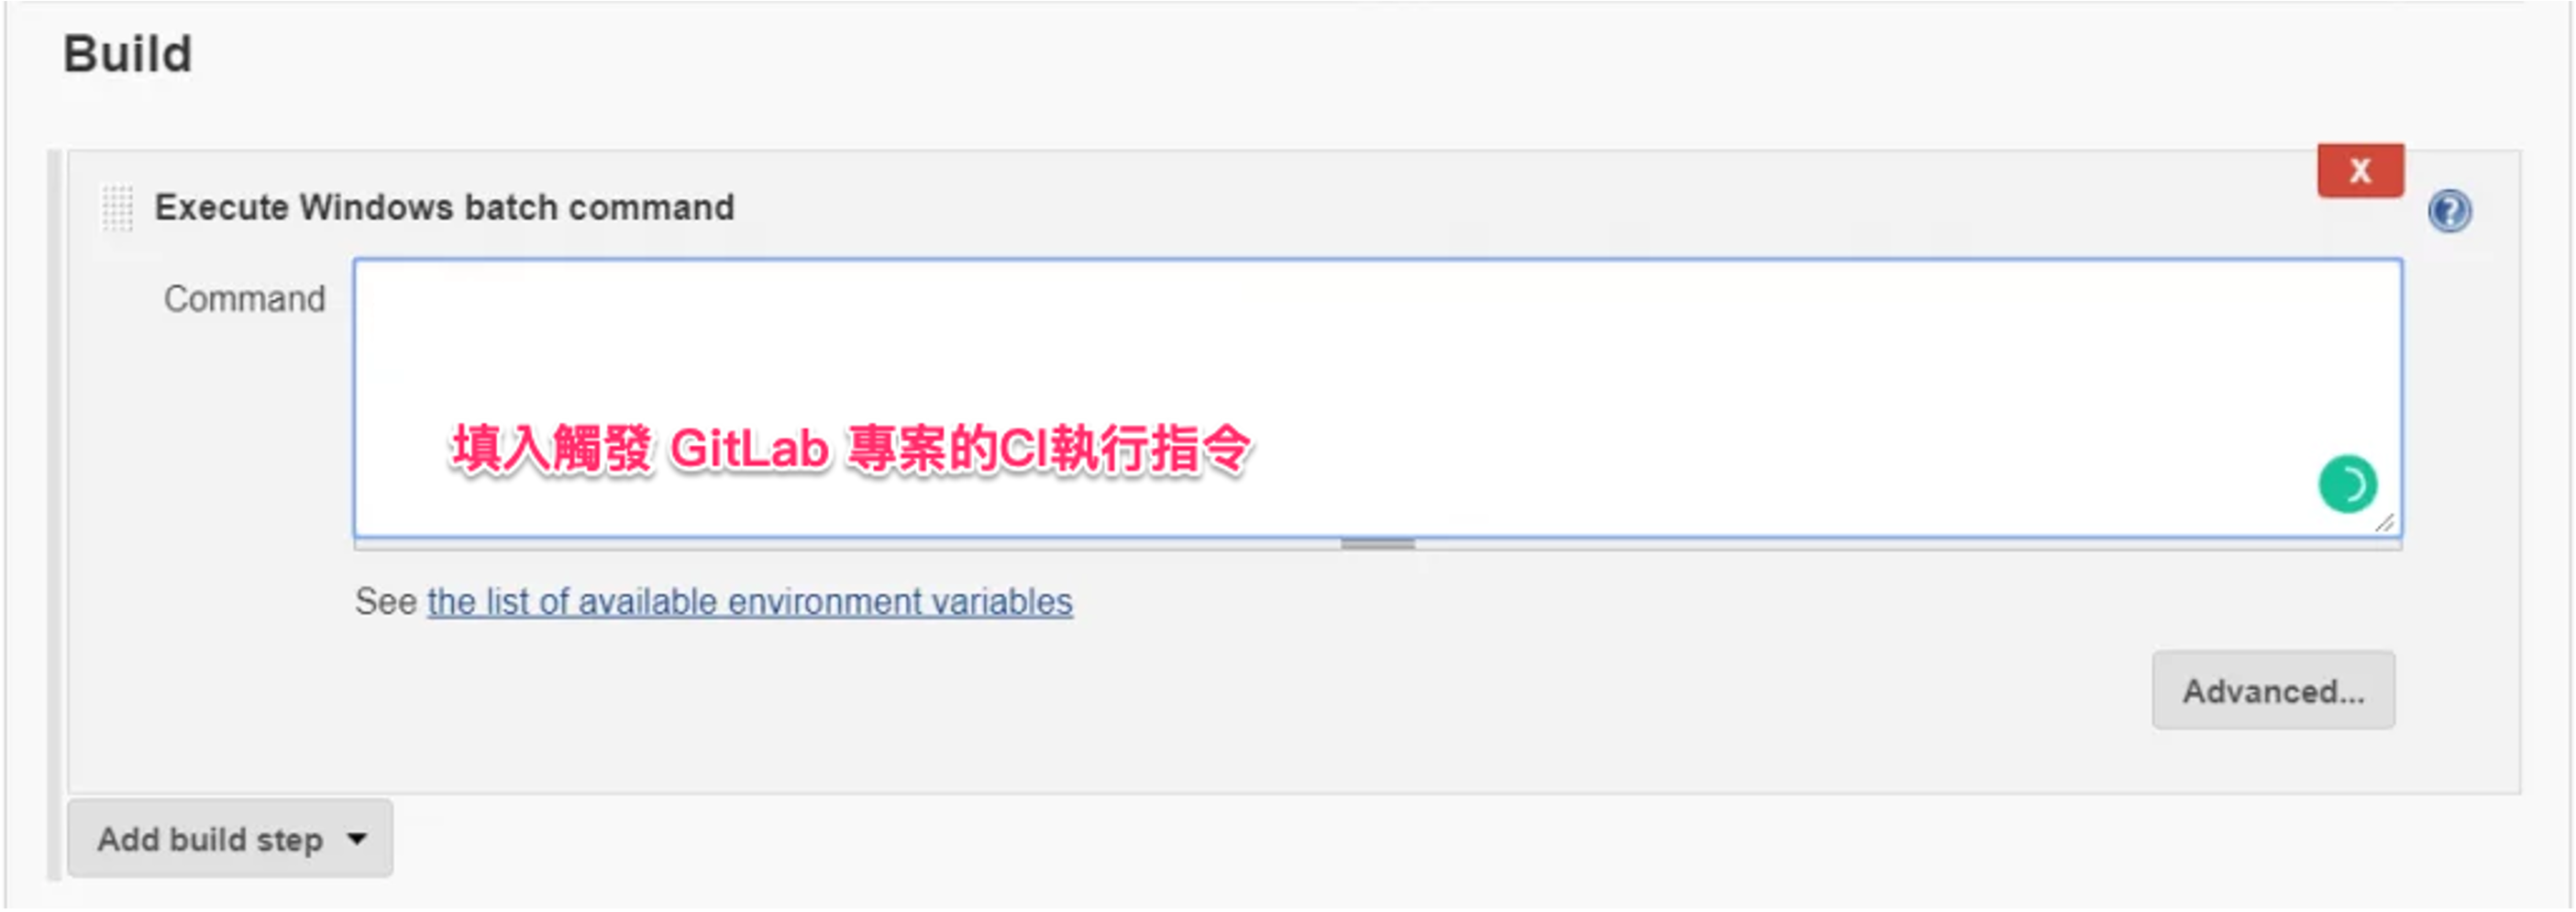 Build
X
Execute Windows batch command
?
Command
填入觸發 GitLab 專案的CI執行指令
See the list of available environment variables
Advanced...
Add build step